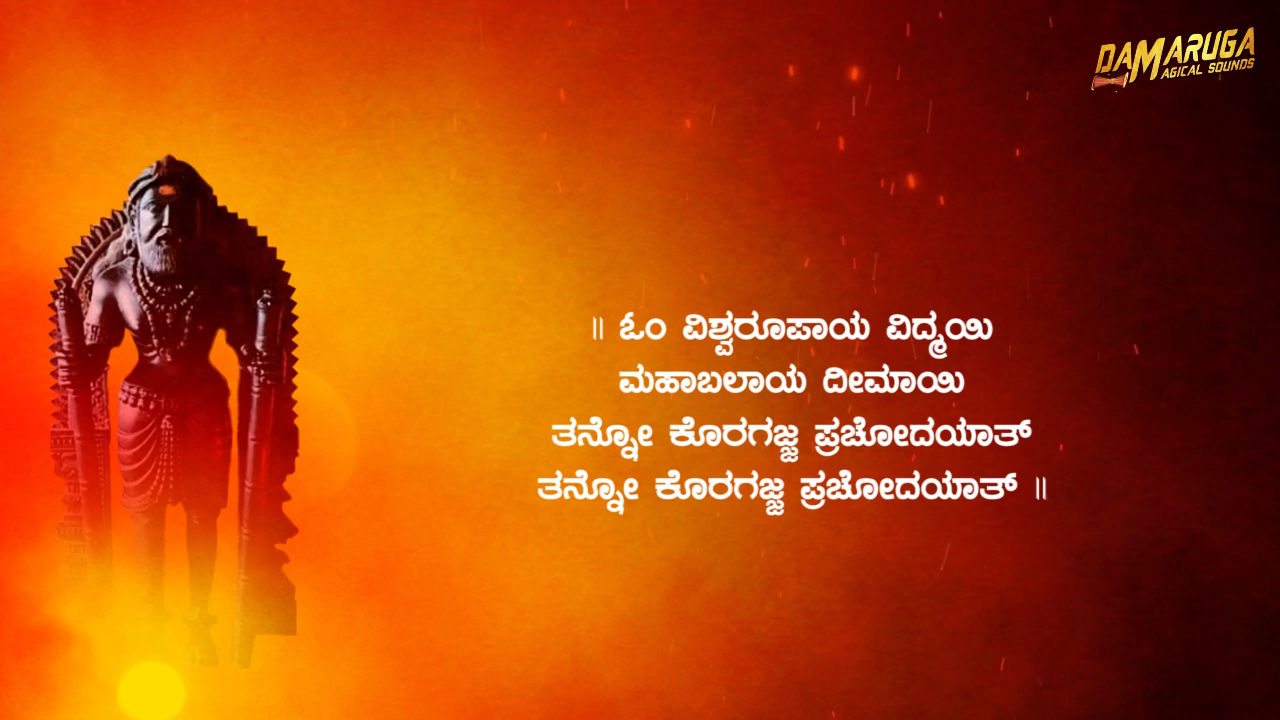 DAMARUGA
MAGICAL SOUNDS
॥ ಓಂ ವಿಶ್ವರೂಪಾಯ ವಿದ್ಮಯಿ
ಮಹಾಬಲಾಯ ದೀಮಾಯಿ
ತನ್ನೋ ಕೊರಗಜ್ಜ ಪ್ರಚೋದಯಾತ್
ತನ್ನೋ ಕೊರಗಜ್ಜ ಪ್ರಚೋದಯಾತ್ ॥